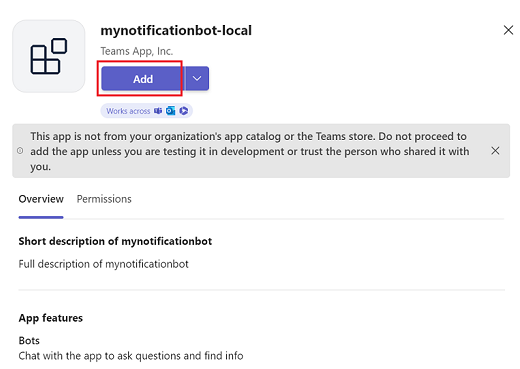 mynotificationbot-local
Teams App, Inc.
Add
Works across
This app is not from your organization's app catalog or the Teams store. Do not proceed to
add the app unless you are testing it in development or trust the person who shared it with
you.
Overview Permissions
Short description of mynotificationbot
Full description of mynotificationbot
App features
Bots
Chat with the app to ask questions and find info